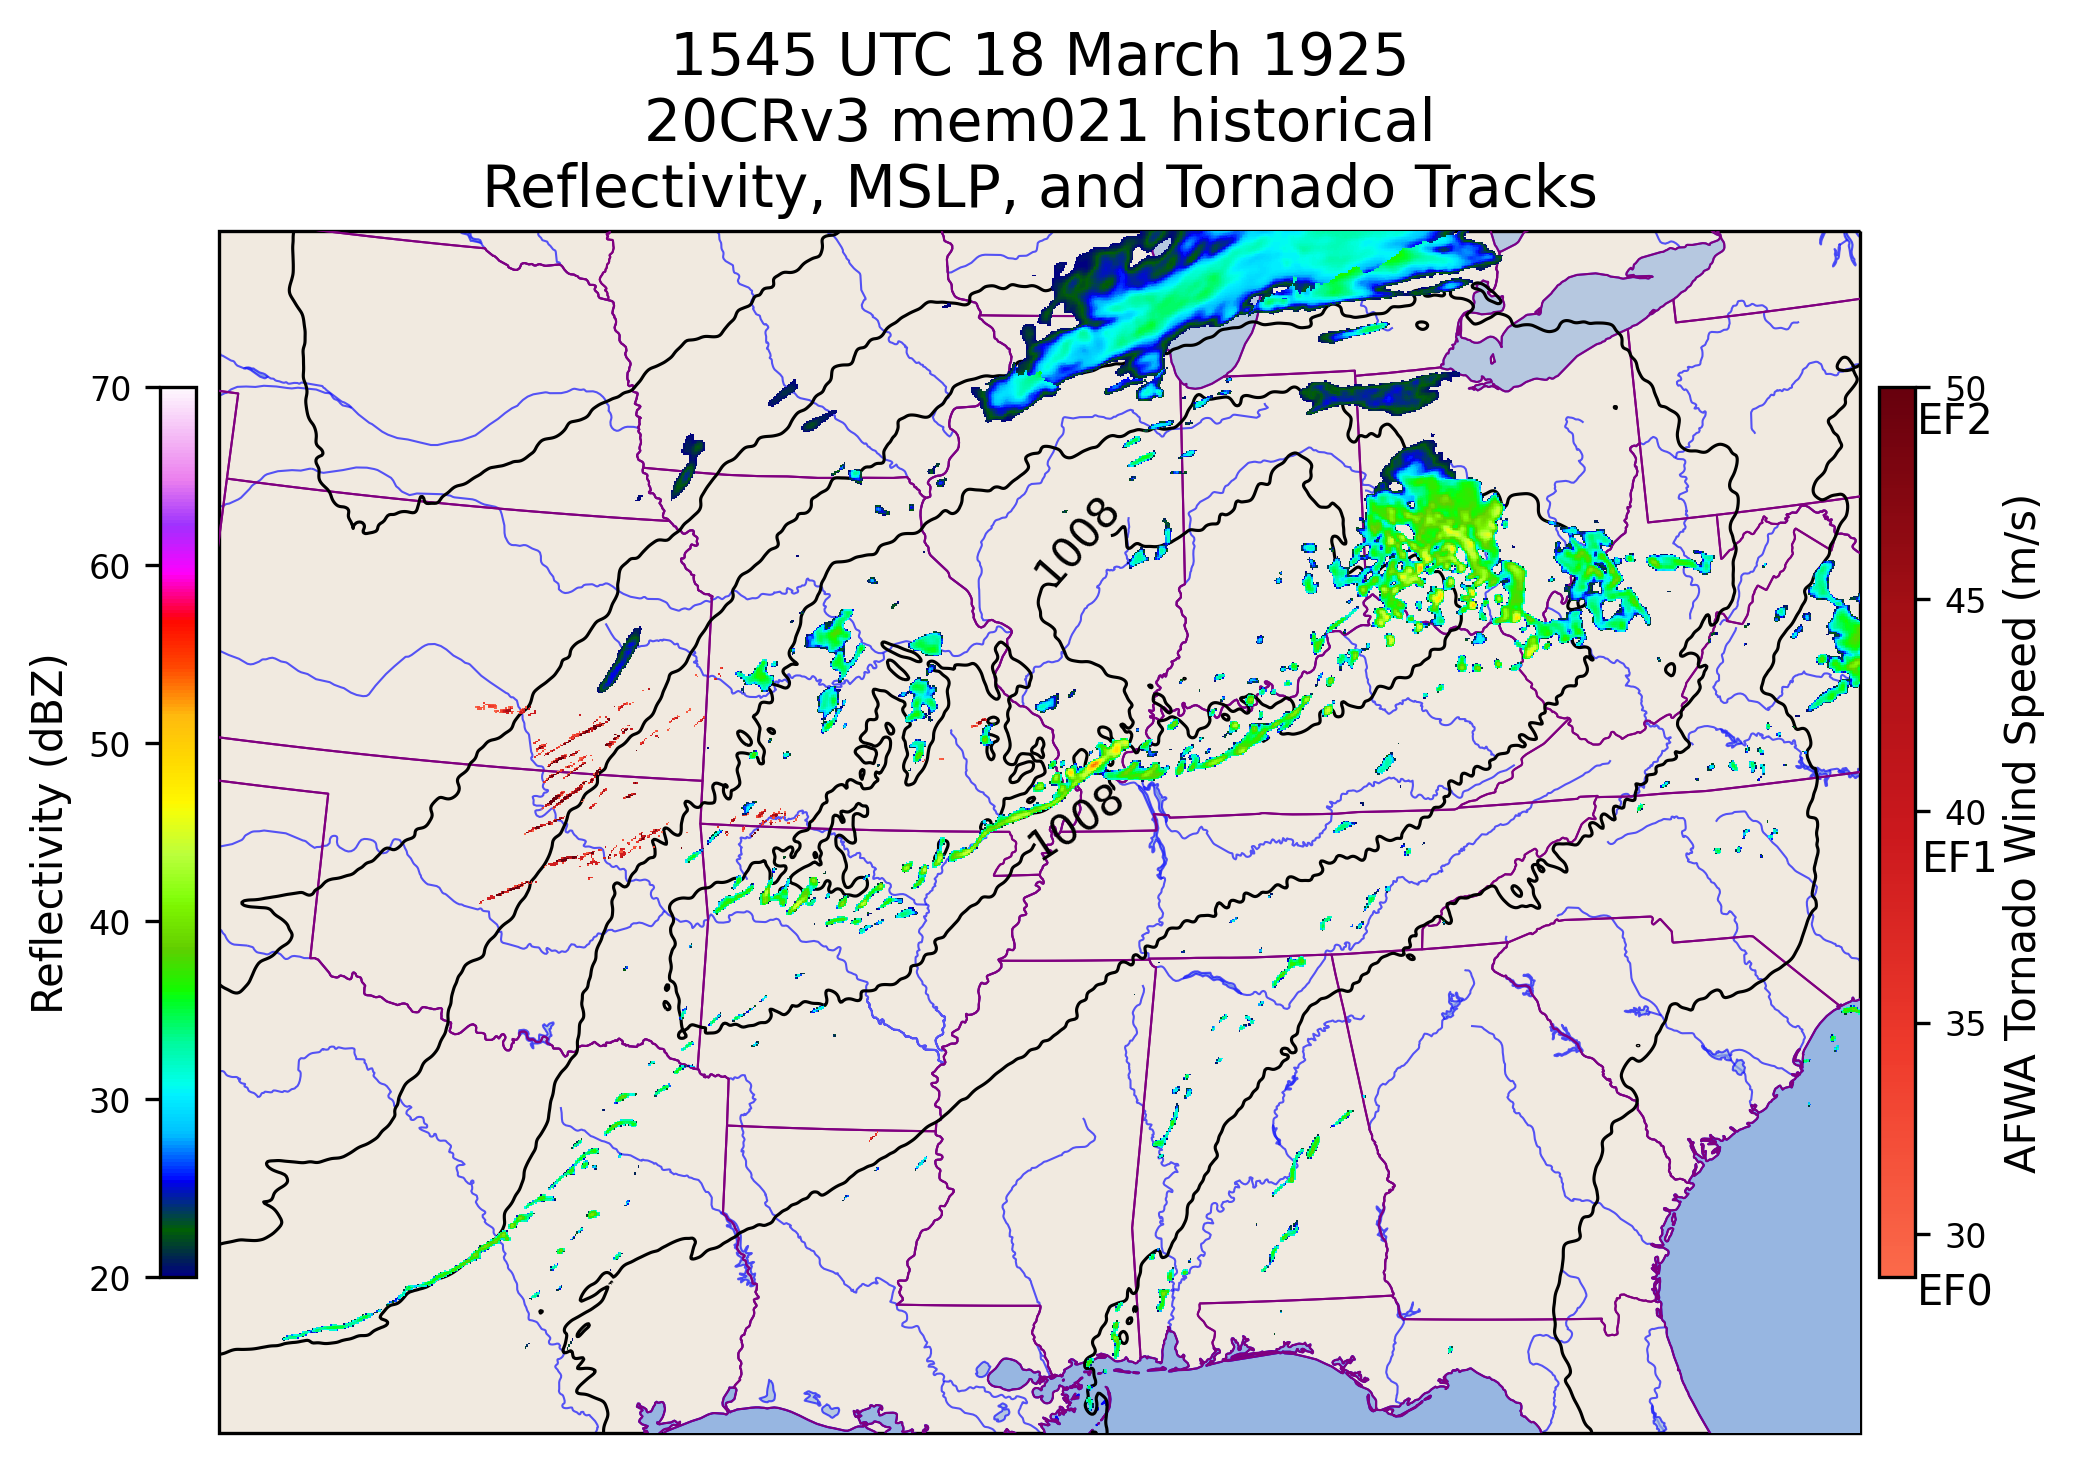 1545 UTC 18 March 1925
20CRv3 mem021 historical
Reflectivity, MSLP, and Tornado Tracks
70
60
50
40
30
20
Reflectivity (dBZ)
1008
1008
50
EF2
45
40
EF1
35
30
EF0
AFWA Tornado Wind Speed (m/s)